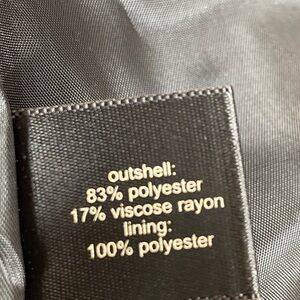 outshell:
83% polyester
17% viscose rayon
lining:
100% polyester